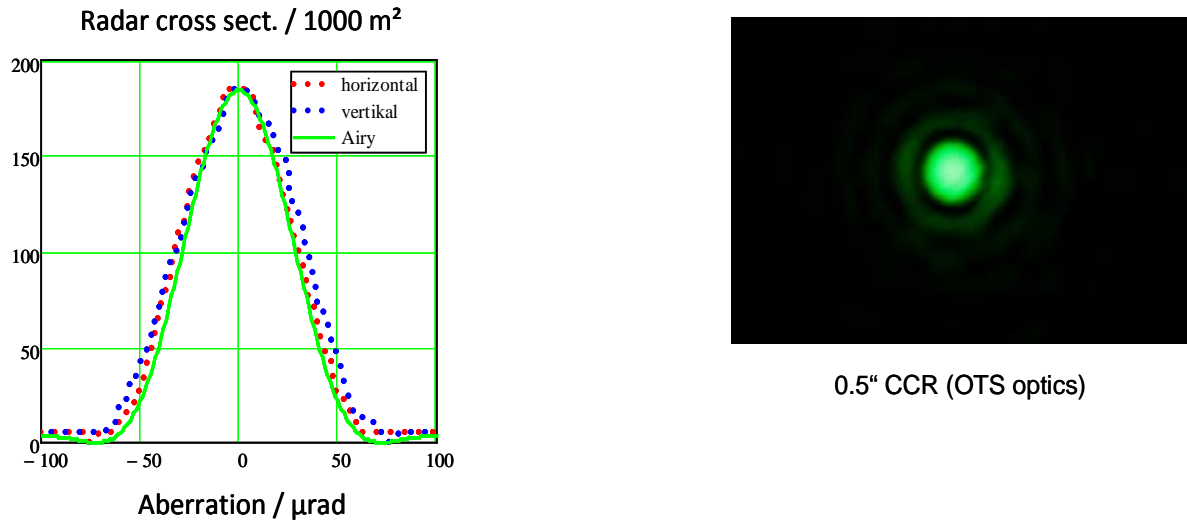 Radar cross sect. / 1000 m²
200
150
100
50
0
horizontal
vertikal
Airy
– 100
– 50
0
50
100
Aberration / µrad
0.5“ CCR (OTS optics)